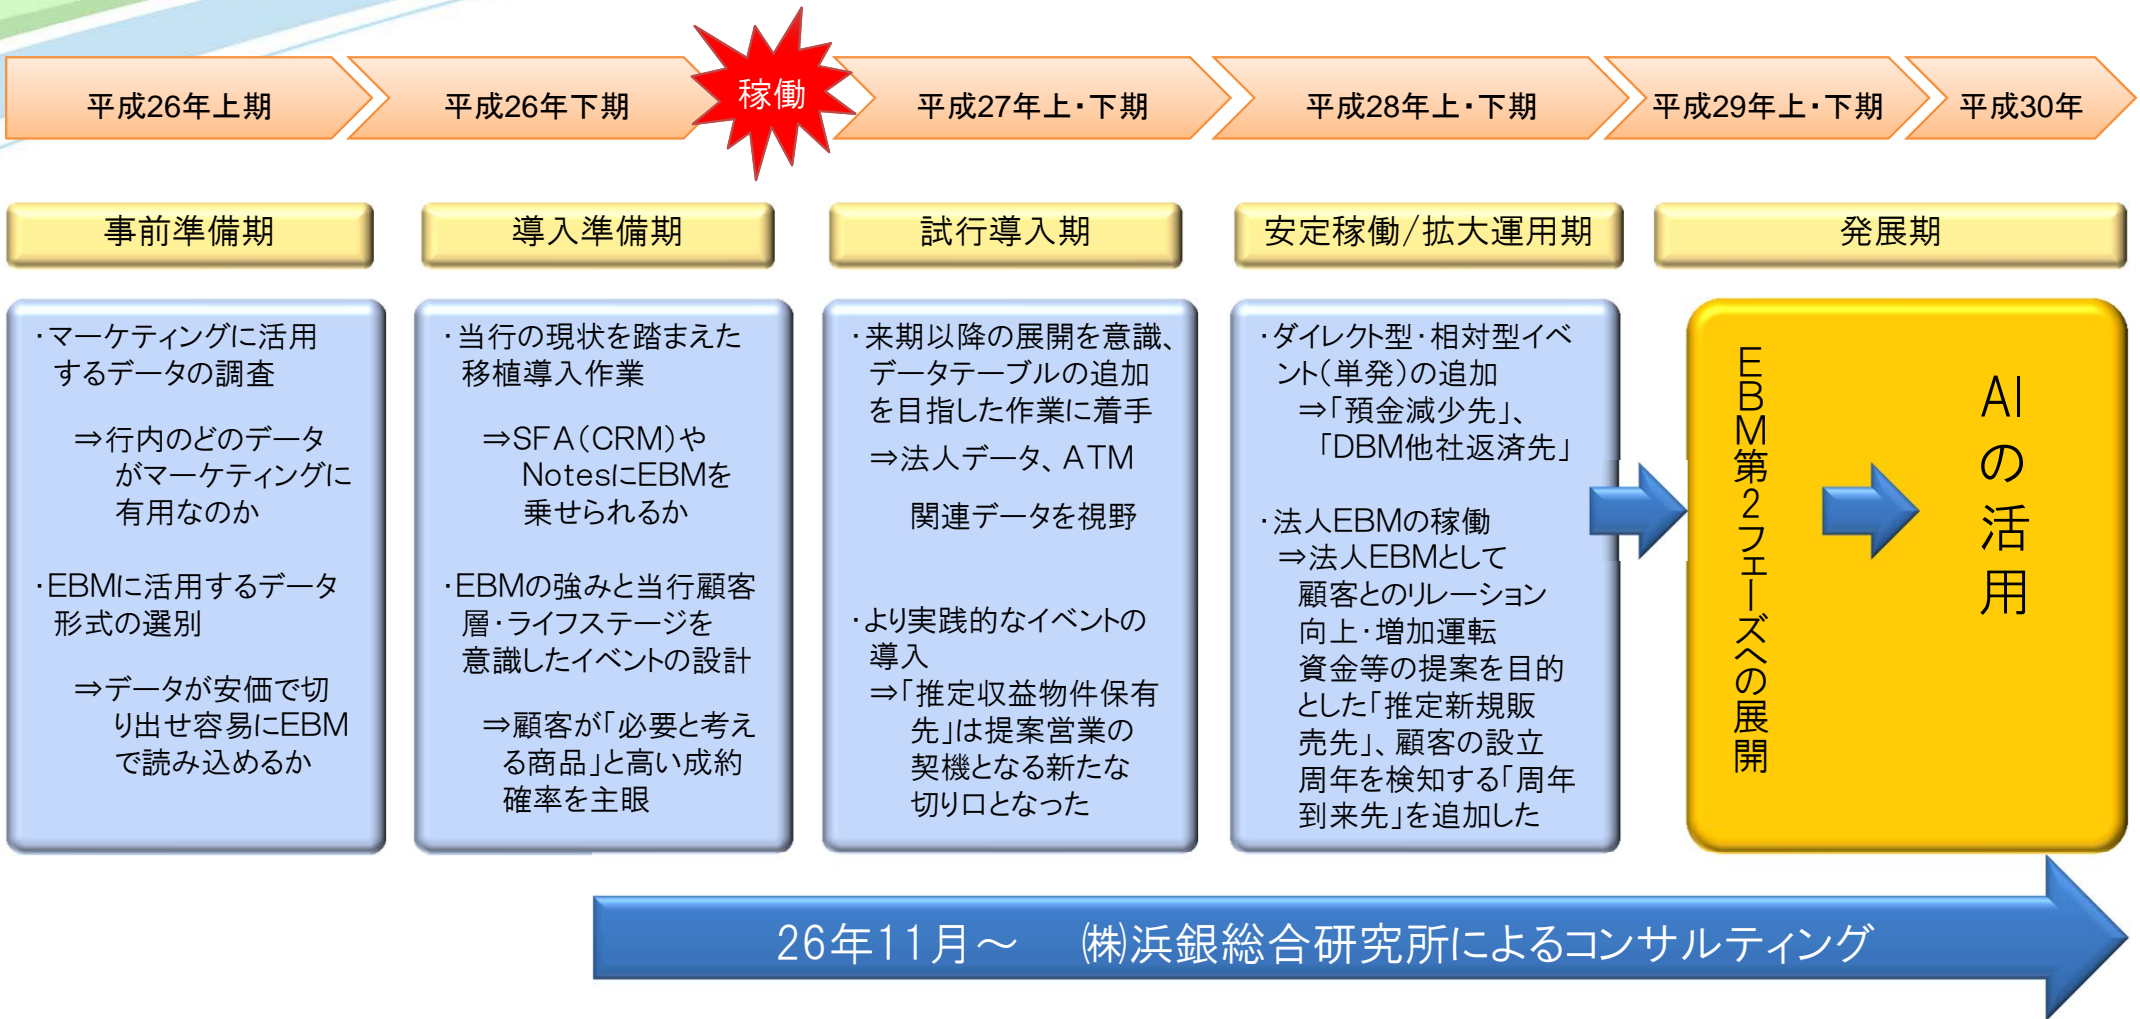 平成26年上期
平成26年下期
稼働
平成27年上・下期
平成28年上・下期
平成29年上・下期
平成30年
事前準備期
導入準備期
試行導入期
安定稼働/拡大運用期
発展期
・マーケティングに活用
するデータの調査
⇒行内のどのデータ
がマーケティングに
有用なのか
・EBMに活用するデータ
形式の選別
⇒データが安価で切
り出せ容易にEBM
で読み込めるか
・当行の現状を踏まえた
移植導入作業
⇒SFA(CRM)や
NotesにEBMを
乗せられるか
・EBMの強みと当行顧客
層・ライフステージを
意識したイベントの設計
⇒顧客が「必要と考え
る商品」と高い成約
確率を主眼
・来期以降の展開を意識、
データテーブルの追加
を目指した作業に着手
⇒法人データ、ATM
関連データを視野
・より実践的なイベントの
導入
⇒「推定収益物件保有
先」は提案営業の
契機となる新たな
切り口となった
・ダイレクト型・相対型イベ
ント(単発)の追加
⇒「預金減少先」、
「DBM他社返済先」
・法人EBMの稼働
⇒法人EBMとして
顧客とのリレーション
向上・増加運転
資金等の提案を目的
とした「推定新規販
売先」、顧客の設立
周年を検知する「周年
到来先」を追加した
EBM第2フェーズへの展開
AIの活用
26年11月～　㈱浜銀総合研究所によるコンサルティング